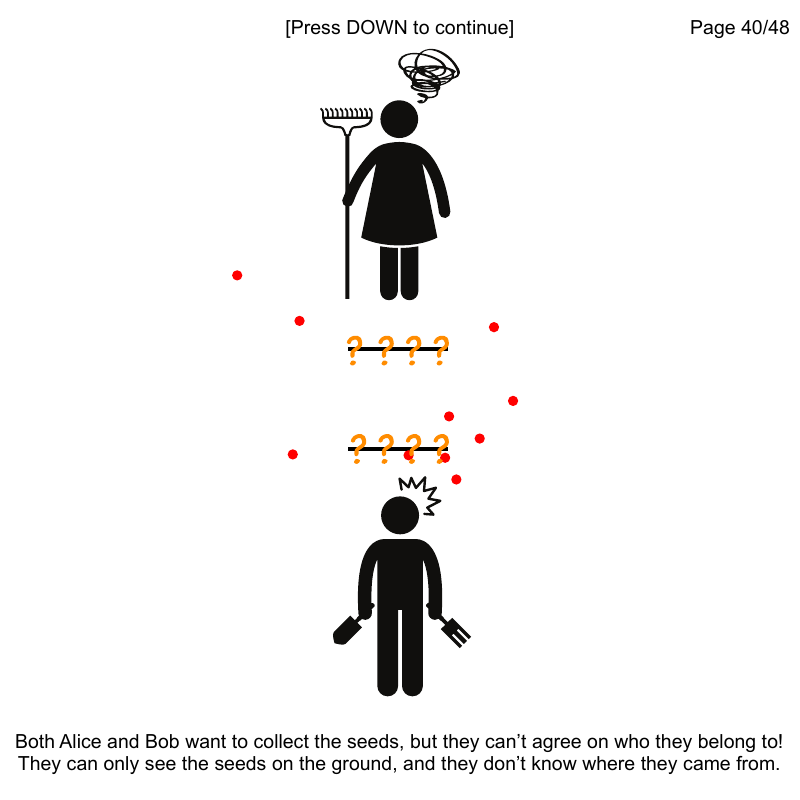 [Press DOWN to continue]
Page 40/48
? ? ? ?
? ? ? ?
Both Alice and Bob want to collect the seeds, but they can’t agree on who they belong to!
They can only see the seeds on the ground, and they don’t know where they came from.